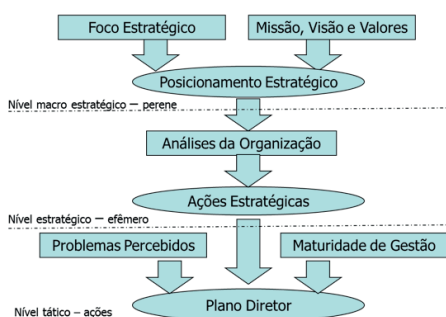 Foco Estratégico
Missão, Visão e Valores
Posicionamento Estratégico
Nível macro estratégico – perene
Análises da Organização
Ações Estratégicas
Nível estratégico – efêmero
Problemas Percebidos
Maturidade de Gestão
Plano Diretor
Nível tático – ações